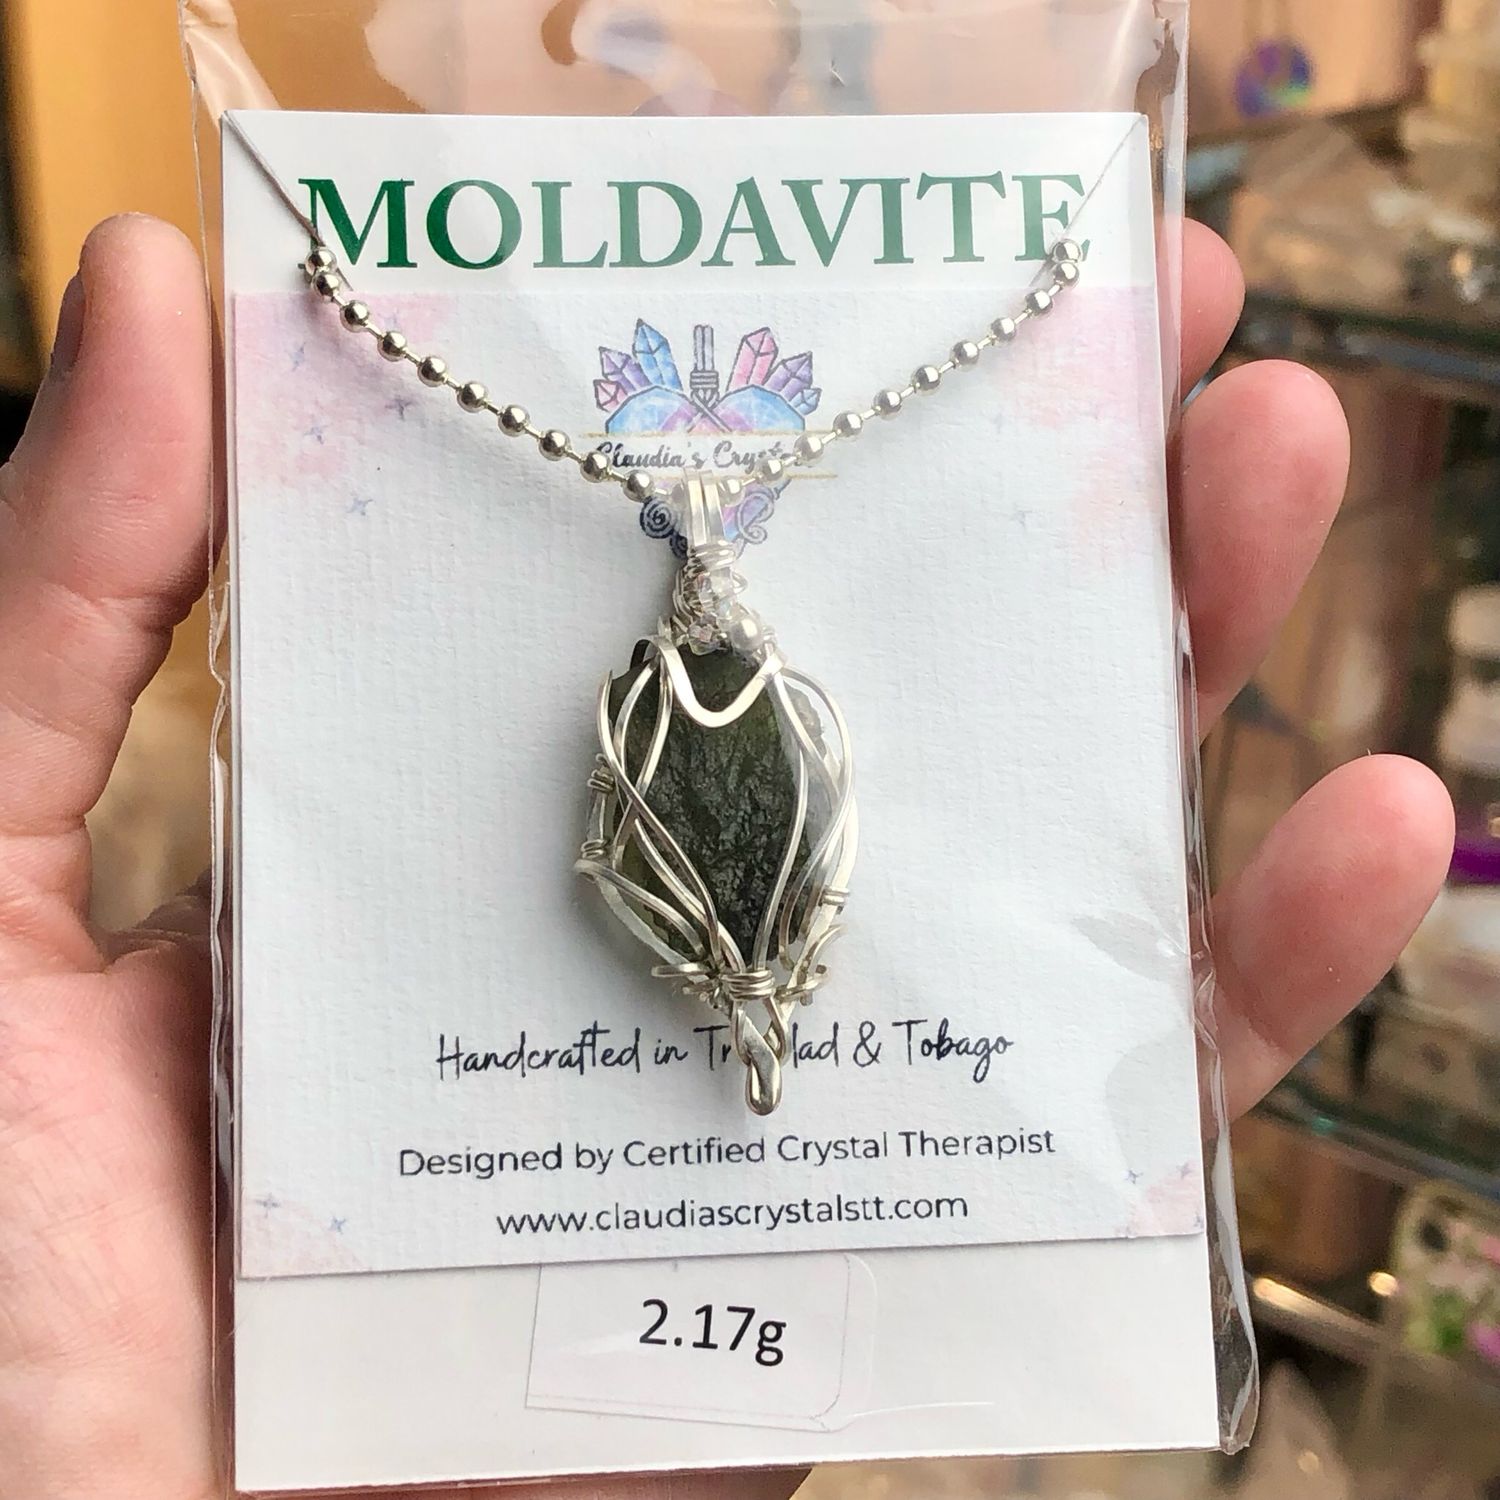 MOLDAVITE
Claudia's
Handcrafted in & Tobago
Designed by Certified Crystal Therapist
www.claudiascrystalstt.com
2.17g